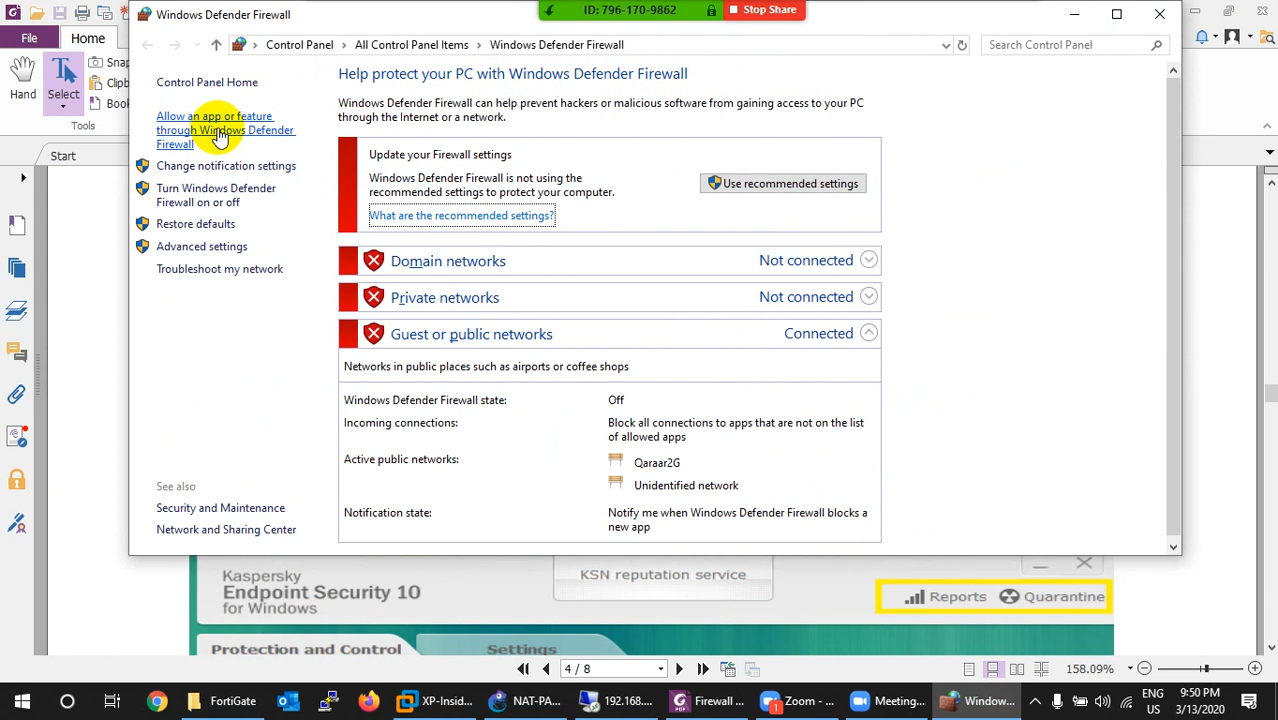 Windows Defender Firewall
ID: 796-170-9862
Stop Share
File
Home
Control Panel
All Control Panel Items
Windows Defender Firewall
Search Control Panel
Hand
Select
Snap
Clipb
Book
Tools
Start
Control Panel Home
Allow an app or feature
through Windows Defender
Firewall
Change notification settings
Turn Windows Defender
Firewall on or off
Restore defaults
Advanced settings
Troubleshoot my network
See also
Security and Maintenance
Network and Sharing Center
Help protect your PC with Windows Defender Firewall
Windows Defender Firewall can help prevent hackers or malicious software from gaining access to your PC
through the Internet or a network.
Update your Firewall settings
Windows Defender Firewall is not using the
recommended settings to protect your computer.
What are the recommended settings?
Use recommended settings
Domain networks Not connected
Private networks Not connected
Guest or public networks Connected
Networks in public places such as airports or coffee shops
Windows Defender Firewall state: Off
Incoming connections: Block all connections to apps that are not on the list
of allowed apps
Active public networks: Qaraar2G
Unidentified network
Notification state: Notify me when Windows Defender Firewall blocks a
new app
Kaspersky
Endpoint Security 10
for Windows
KSN reputation service
Reports
Quarantine
Protection and Control
Settings
4 / 8
158.09%
FortiGate
XP-Insid...
NAT-PA...
192.168....
Firewall ...
PDF
1
Zoom - ...
Meeting...
Window...
ENG
US
9:50 PM
3/13/2020